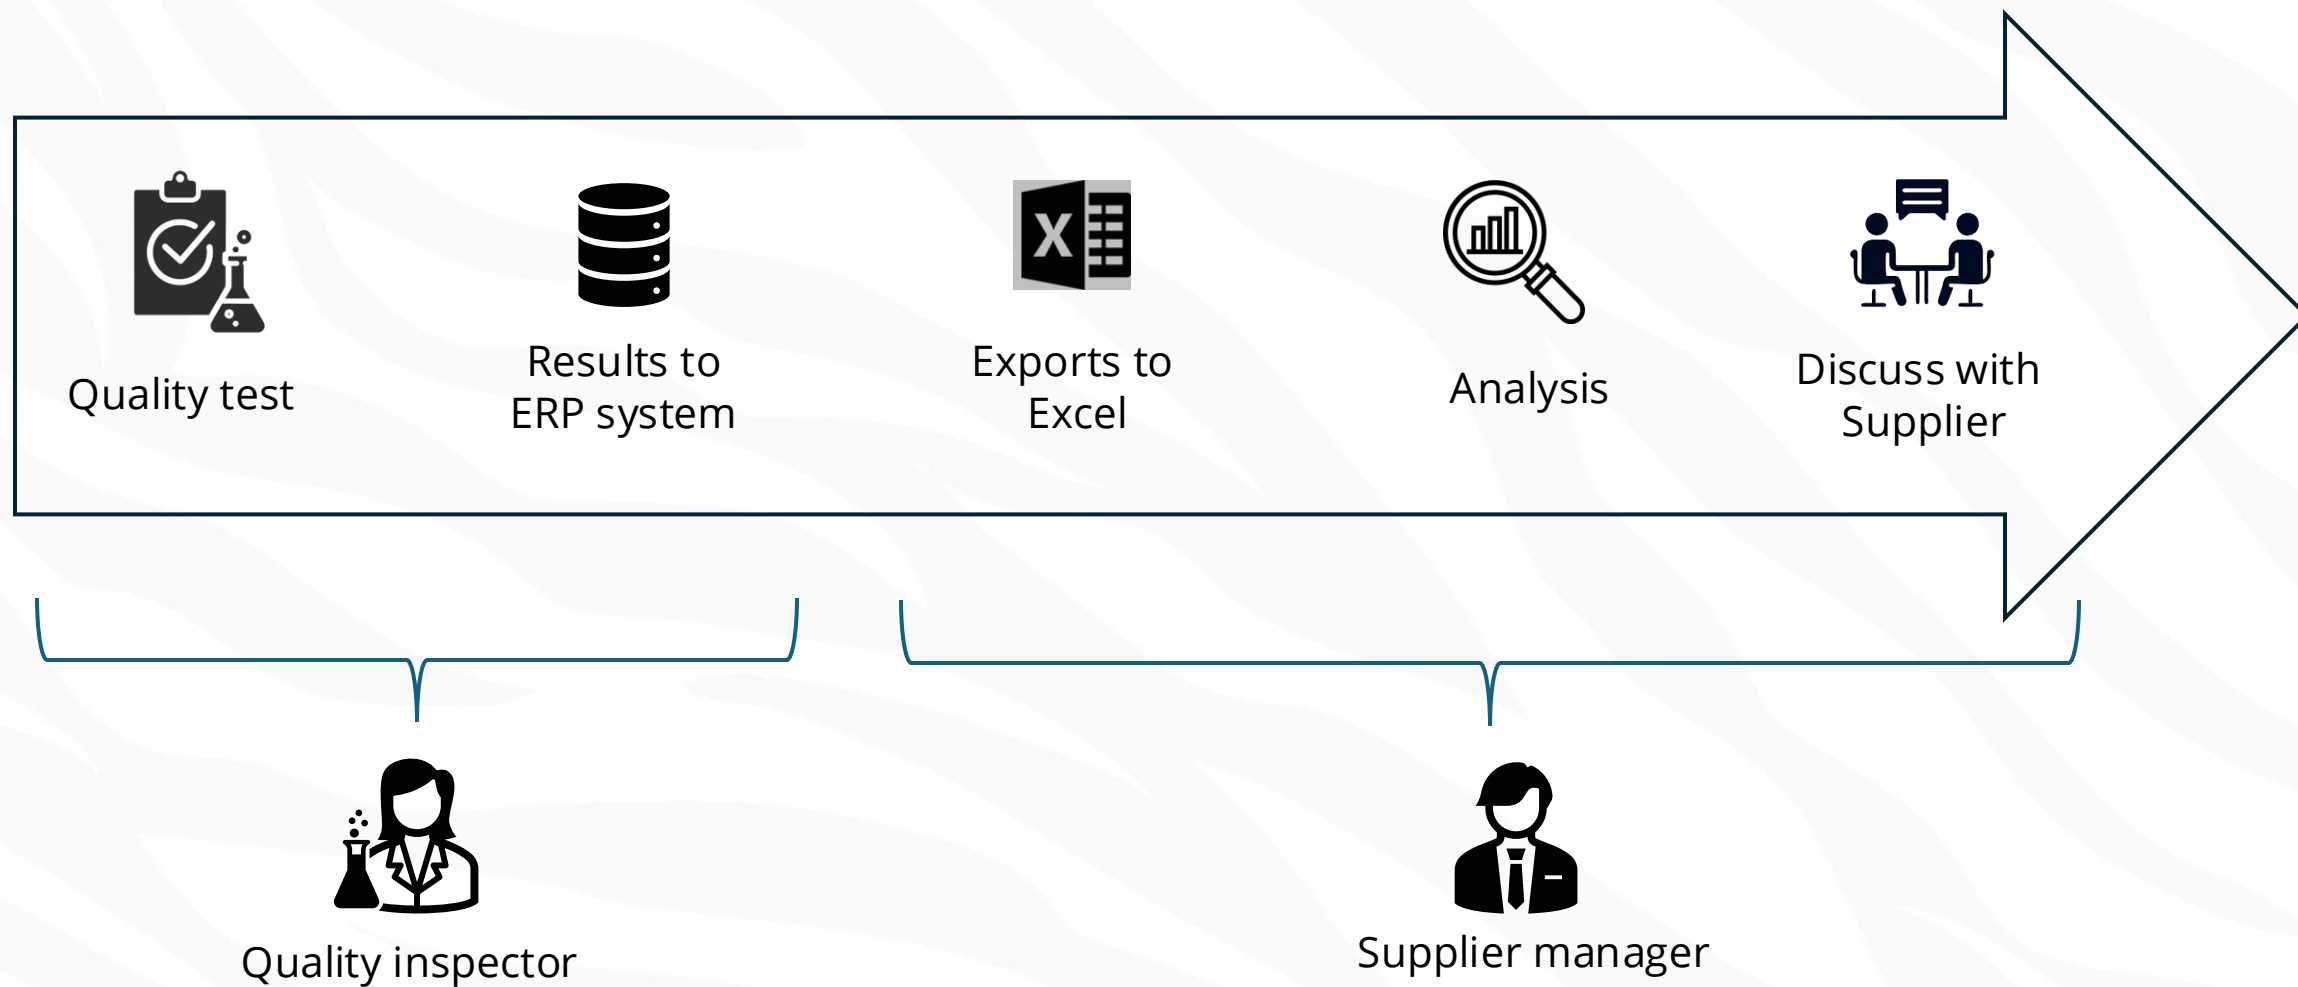 Quality test
Results to
ERP system
X
Exports to
Excel
Analysis
Discuss with
Supplier
Quality inspector
Supplier manager